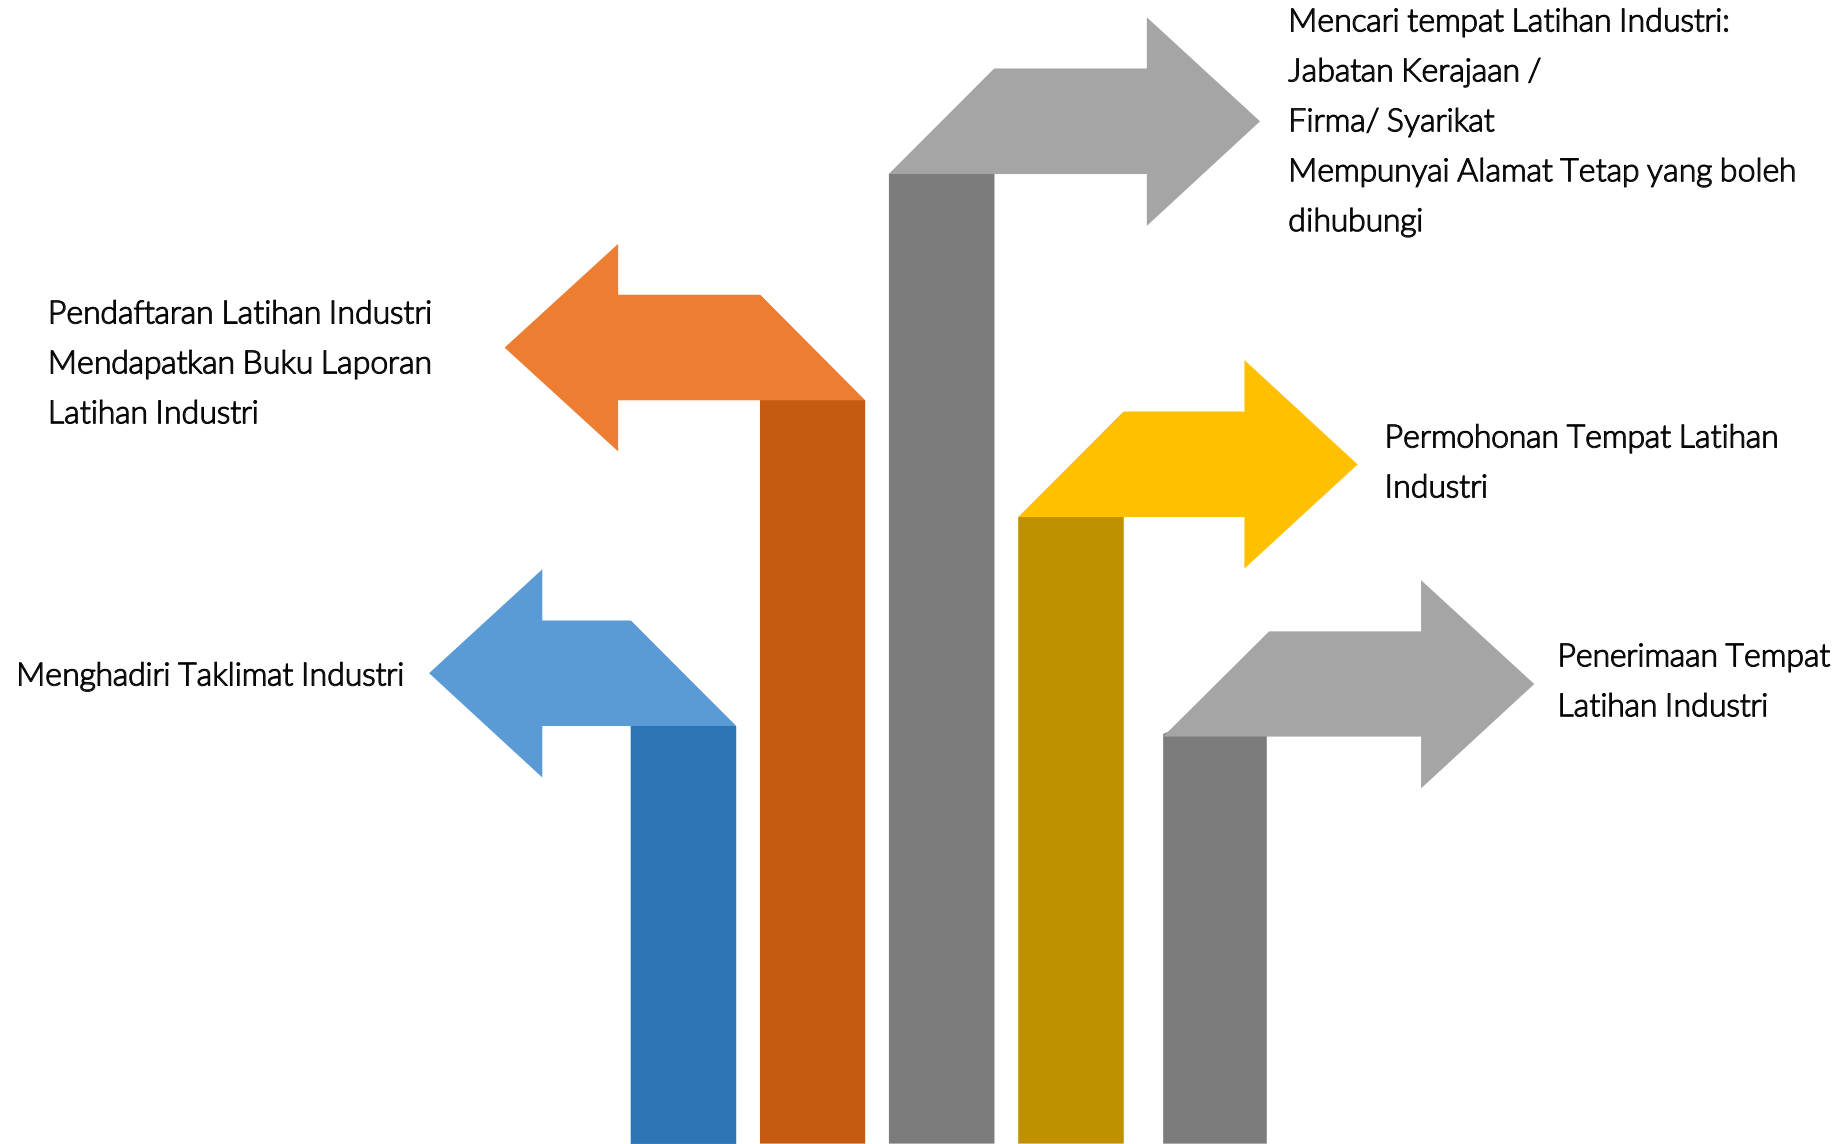 Mencari tempat Latihan Industri:
Jabatan Kerajaan /
Firma/ Syarikat
Mempunyai Alamat Tetap yang boleh
dihubungi
Pendaftaran Latihan Industri
Mendapatkan Buku Laporan
Latihan Industri
Permohonan Tempat Latihan
Industri
Menghadiri Taklimat Industri
Penerimaan Tempat
Latihan Industri